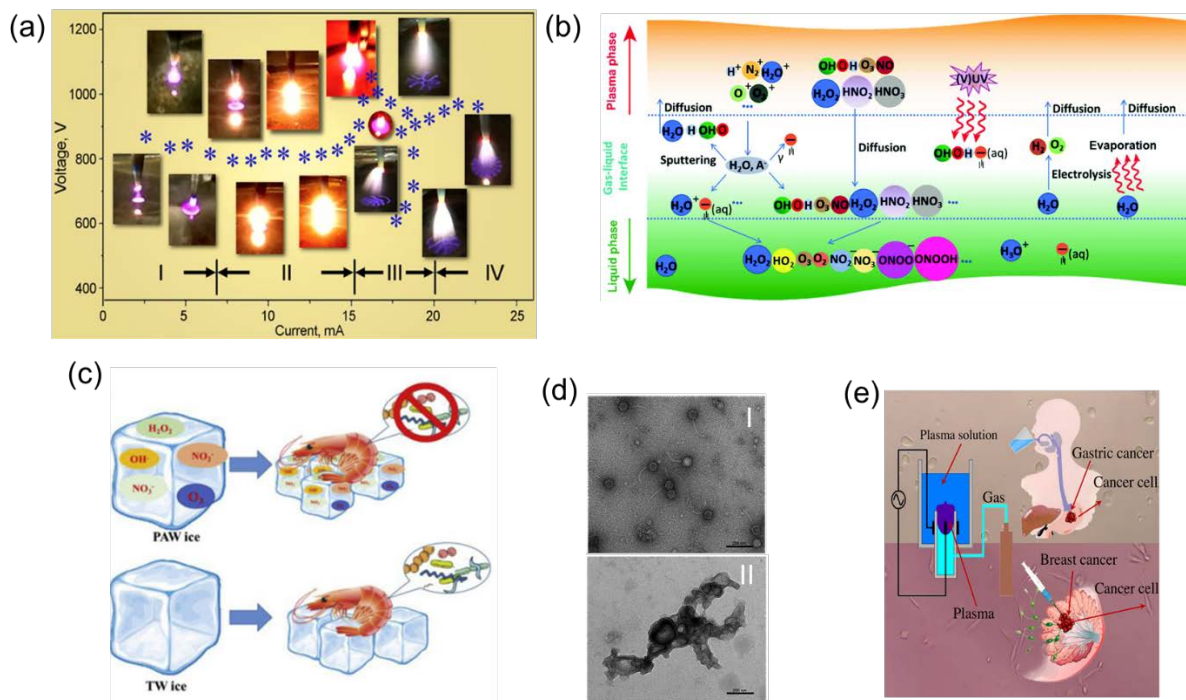 (a)
1200
1000
800
600
400
Voltage, V
I
II
III
IV
0
5
10
15
20
25
Current, mA
(b)
Plasma phase
Gas-liquid
Interface
Liquid phase
H⁺ N₂⁺ H₂O⁺
O⁺ O₂⁺
...
OH O H O₃ NO
H₂O₂ HNO₂ HNO₃
(V)UV
Diffusion
Diffusion
Diffusion
H₂O H OH O
Sputtering
H₂O, A⁻
γ
Diffusion
OH O H (aq)
H₂ O₂
Evaporation
Electrolysis
H₂O⁺ (aq) ...
OH O H O₃ NO H₂O₂ HNO₂ HNO₃ ...
H₂O
H₂O
H₂O
H₂O₂ HO₂ O₃ O₂⁻ NO₂⁻ NO₃⁻ ONOO⁻ ONOOH ...
H₃O⁺
(aq)
(c)
H₂O₂
OH·
NO₃⁻
NO₃⁻
O₃
PAW ice
TW ice
(d)
I
II
(e)
Plasma solution
Gas
Plasma
Gastric cancer
Cancer cell
Breast cancer
Cancer cell